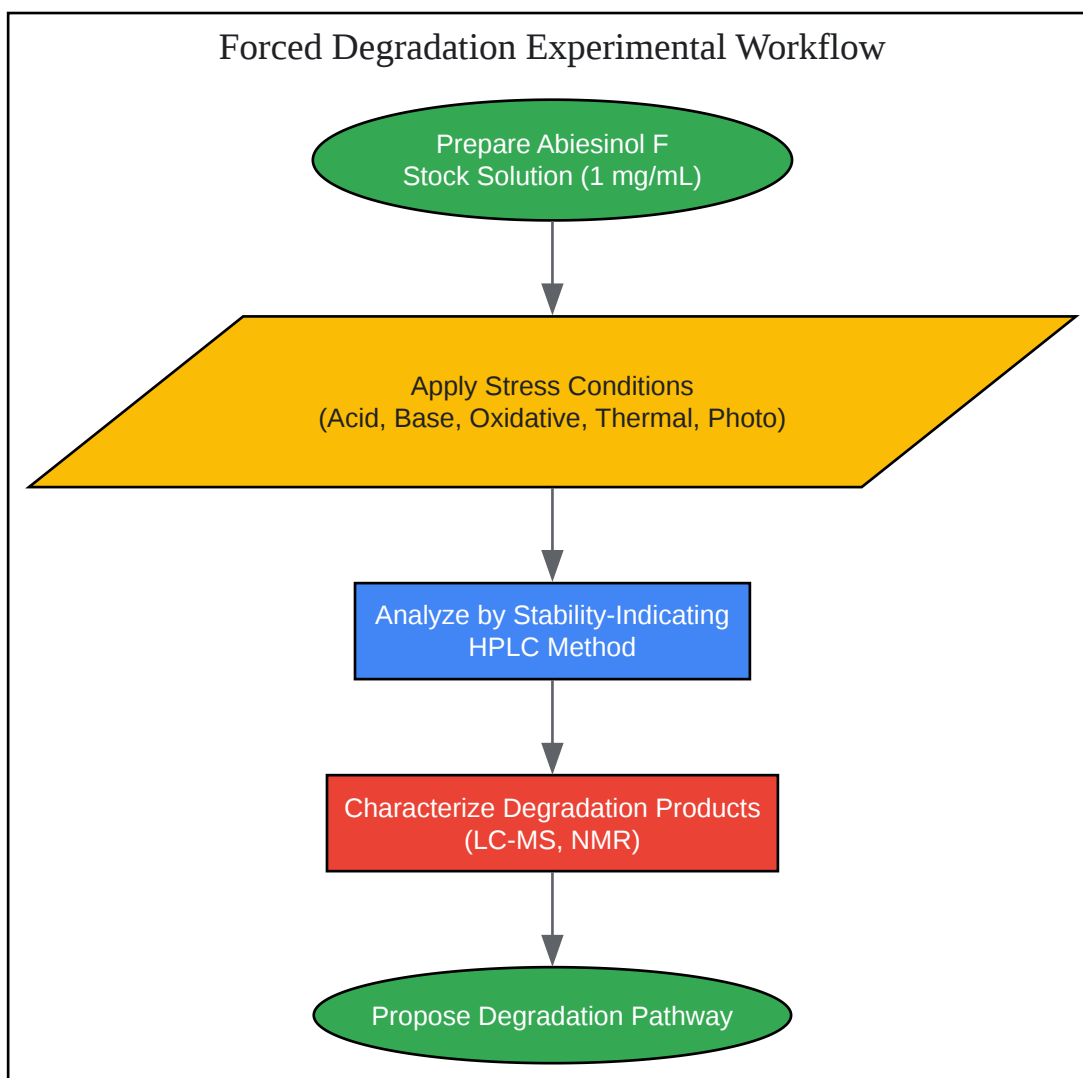 Forced Degradation Experimental Workflow
Prepare Abiesinol F
Stock Solution (1 mg/mL)
Apply Stress Conditions
(Acid, Base, Oxidative, Thermal, Photo)
Analyze by Stability-Indicating
HPLC Method
Characterize Degradation Products
(LC-MS, NMR)
Propose Degradation Pathway